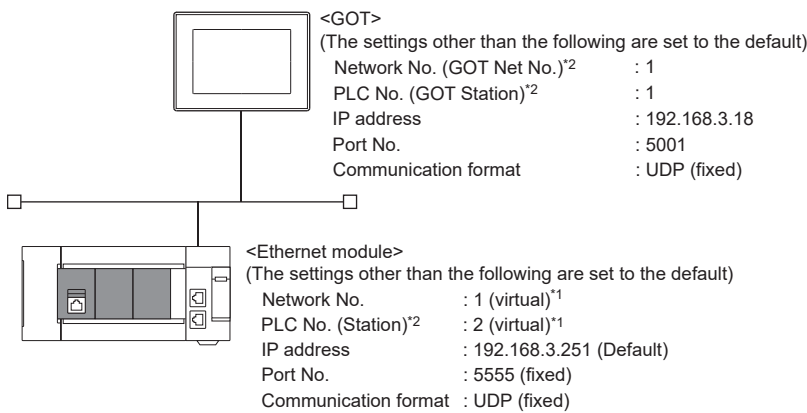 <GOT>
(The settings other than the following are set to the default)
Network No. (GOT Net No.)*2 : 1
PLC No. (GOT Station)*2 : 1
IP address : 192.168.3.18
Port No. : 5001
Communication format : UDP (fixed)
<Ethernet module>
(The settings other than the following are set to the default)
Network No. : 1 (virtual)*1
PLC No. (Station)*2 : 2 (virtual)*1
IP address : 192.168.3.251 (Default)
Port No. : 5555 (fixed)
Communication format : UDP (fixed)